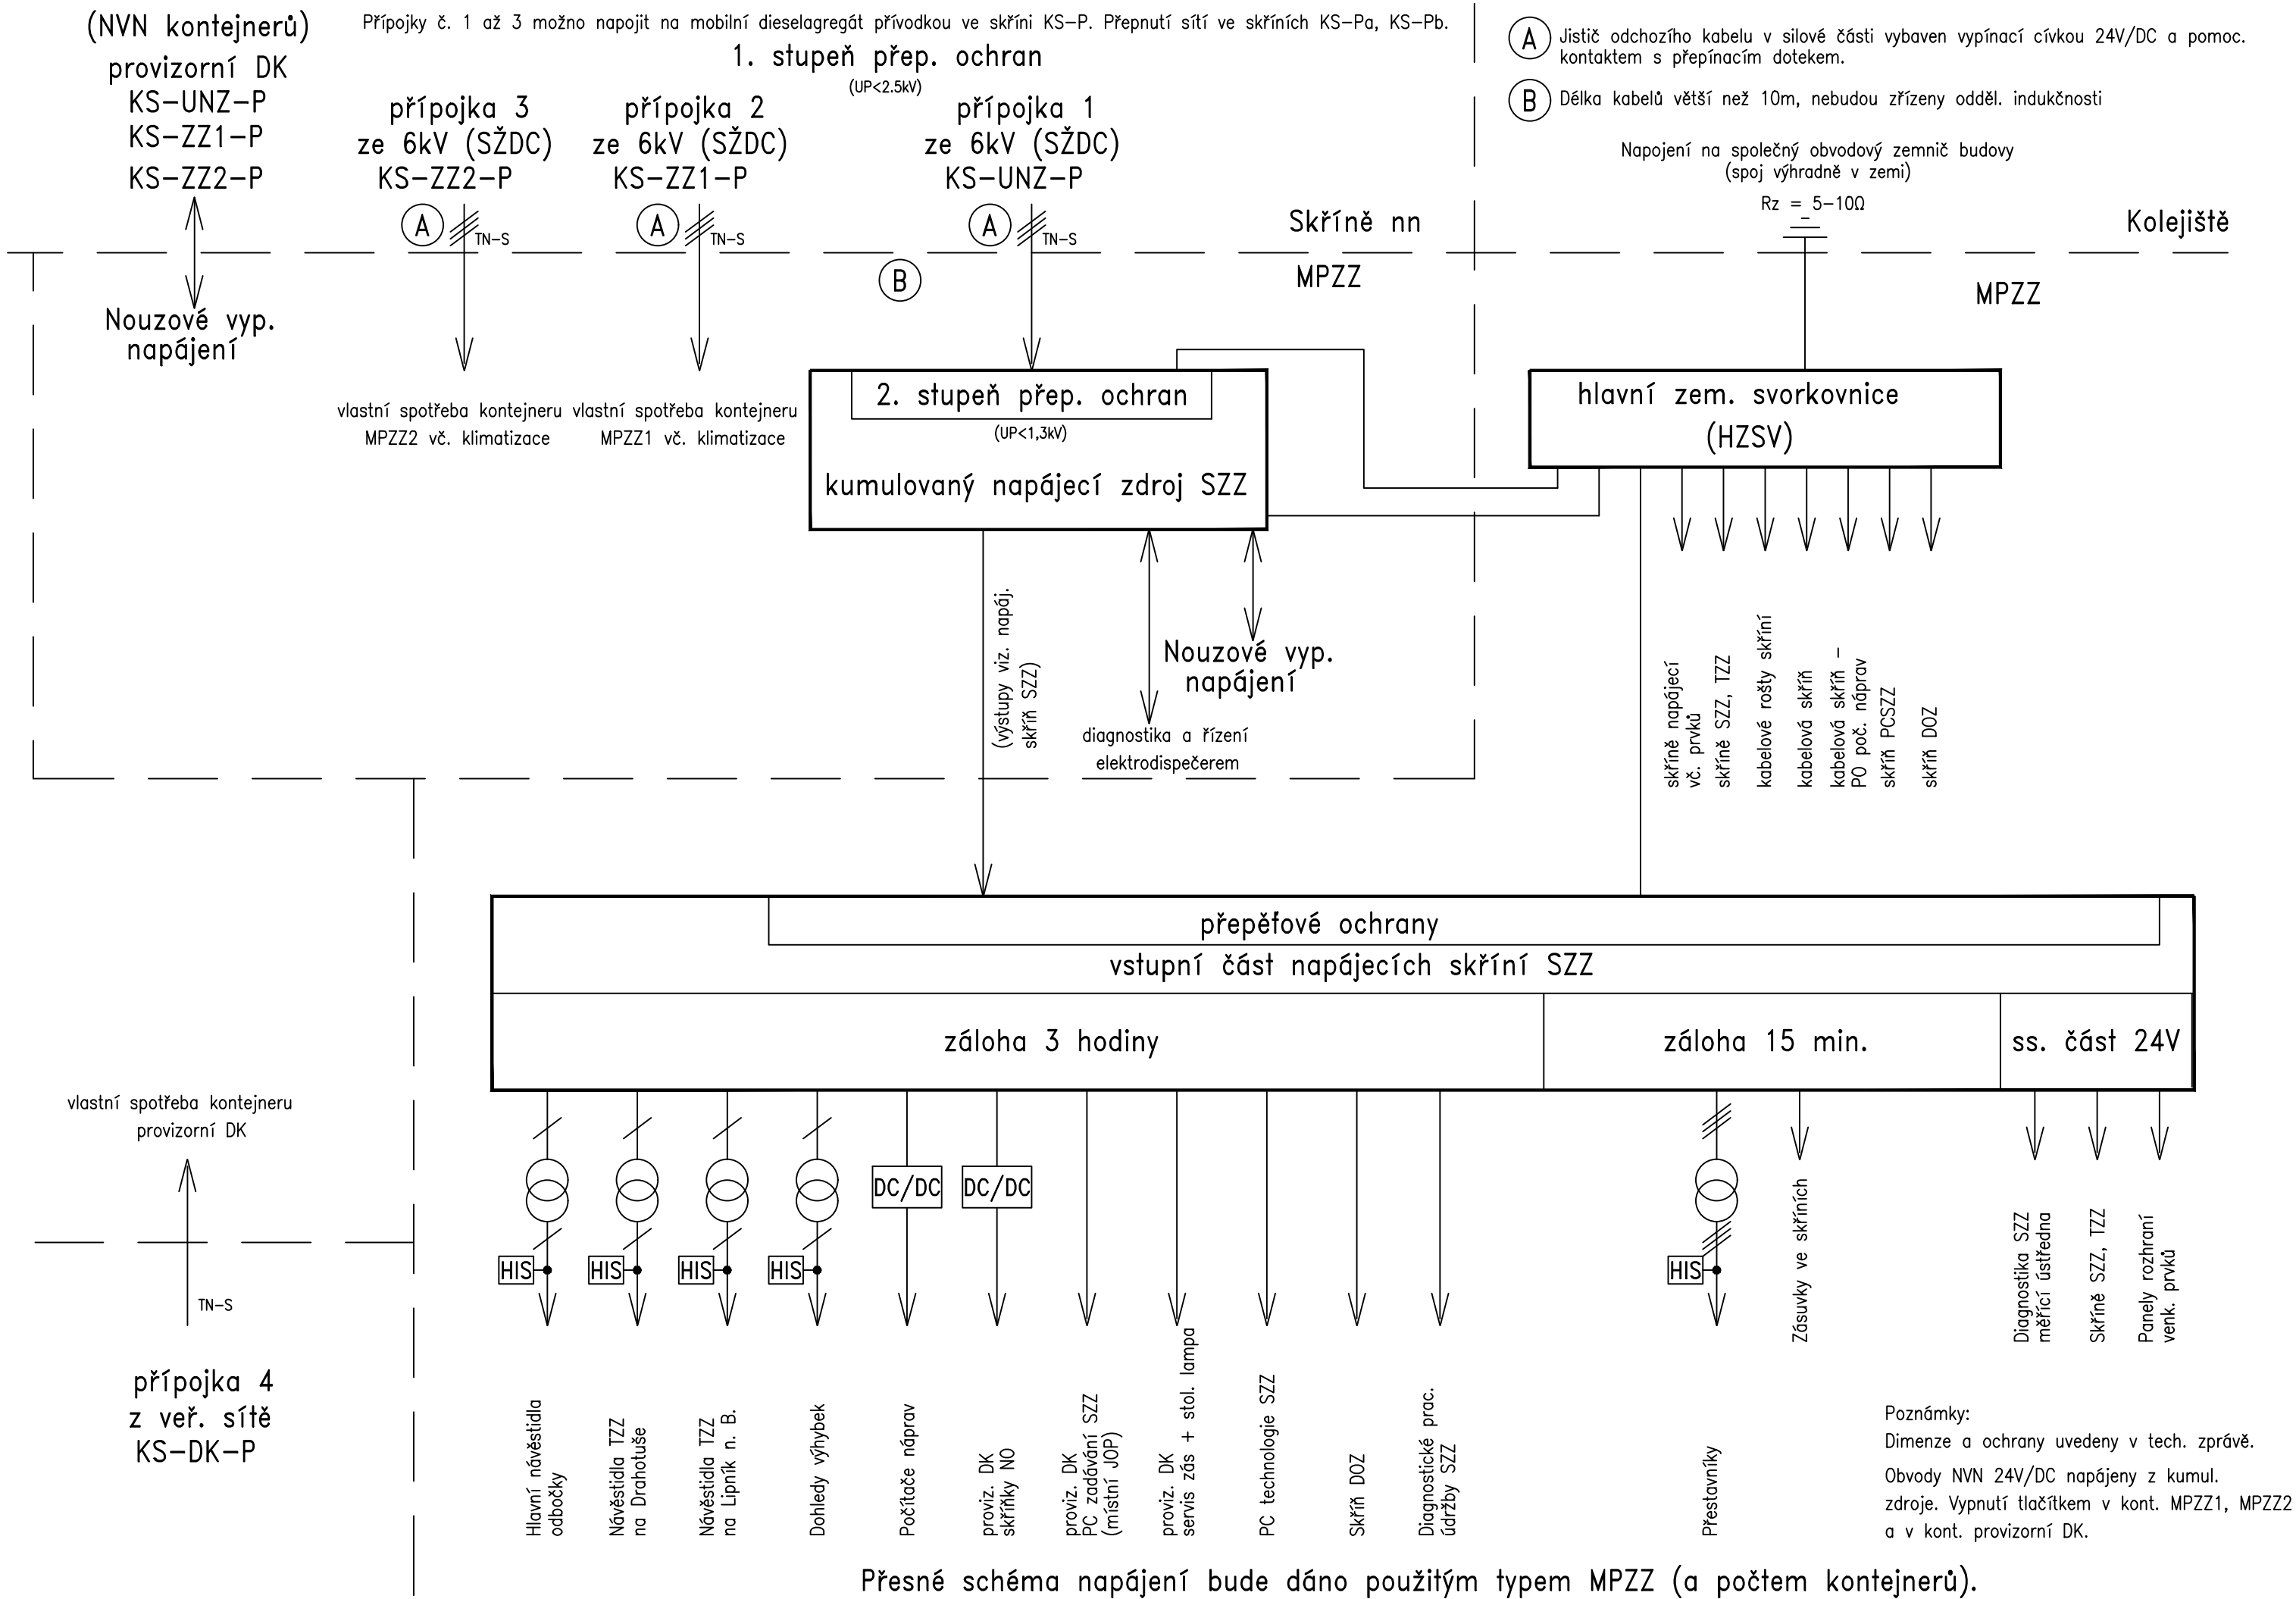 (NVN kontejnerů)
provizorní DK
KS-UNZ-P
KS-ZZ1-P
KS-ZZ2-P
Nouzové vyp.
napájení
Přípojky č. 1 až 3 možno napojit na mobilní dieselagregát přívodkou ve skříni KS-P. Přepnutí sítí ve skříních KS-Pa, KS-Pb.
1. stupeň přep. ochran
(UP<2.5kV)
přípojka 3
ze 6kV (SŽDC)
KS-ZZ2-P
A
TN-S
přípojka 2
ze 6kV (SŽDC)
KS-ZZ1-P
A
TN-S
přípojka 1
ze 6kV (SŽDC)
KS-UNZ-P
A
TN-S
B
Skříně nn
MPZZ
A Jistič odchozího kabelu v silové části vybaven vypínací cívkou 24V/DC a pomoc.
kontaktem s přepínacím dotekem.
B Délka kabelů větší než 10m, nebudou zřízeny odděl. indukčnosti
Napojení na společný obvodový zemnič budovy
(spoj výhradně v zemi)
Rz = 5-10Ω
Kolejiště
MPZZ
vlastní spotřeba kontejneru
MPZZ2 vč. klimatizace
vlastní spotřeba kontejneru
MPZZ1 vč. klimatizace
2. stupeň přep. ochran
(UP<1,3kV)
kumulovaný napájecí zdroj SZZ
hlavní zem. svorkovnice
(HZSV)
(výstupy viz. napáj.
skříň SZZ)
Nouzové vyp.
napájení
diagnostika a řízení
elektrodispečerem
skříně napájecí
vč. prvků
skříně SZZ, TZZ
kabelové rošty skříní
kabelová skříň
kabelová skříň -
PO poč. náprav
skříň PCSZZ
skříň DOZ
přepěťové ochrany
vstupní část napájecích skříní SZZ
záloha 3 hodiny
záloha 15 min.
ss. část 24V
vlastní spotřeba kontejneru
provizorní DK
TN-S
přípojka 4
z veř. sítě
KS-DK-P
DC/DC
DC/DC
HIS
HIS
HIS
HIS
HIS
Hlavní návěstidla
odbočky
Návěstidla TZZ
na Drahotuše
Návěstidla TZZ
na Lipník n. B.
Dohledy výhybek
Počítače náprav
proviz. DK
skříňky NO
proviz. DK
PC zadávání SZZ
(místní JOP)
proviz. DK
servis zás + stol. lampa
PC technologie SZZ
Skříň DOZ
Diagnostické prac.
údržby SZZ
Přestavníky
Zásuvky ve skříních
Diagnostika SZZ
měřící ústředna
Skříně SZZ, TZZ
Panely rozhraní
venk. prvků
Poznámky:
Dimenze a ochrany uvedeny v tech. zprávě.
Obvody NVN 24V/DC napájeny z kumul.
zdroje. Vypnutí tlačítkem v kont. MPZZ1, MPZZ2
a v kont. provizorní DK.
Přesné schéma napájení bude dáno použitým typem MPZZ (a počtem kontejnerů).